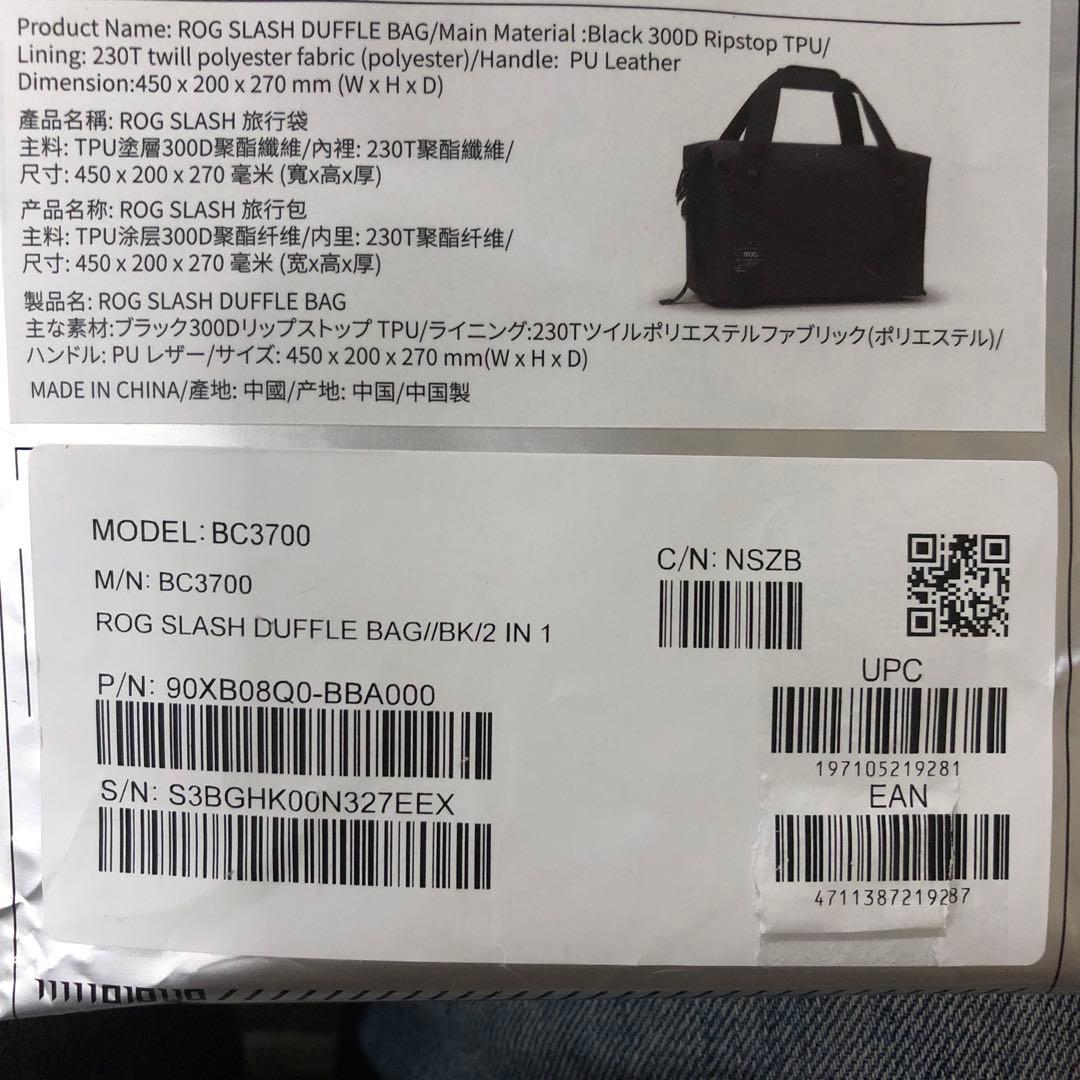 Product Name: ROG SLASH DUFFLE BAG/Main Material :Black 300D Ripstop TPU/
Lining: 230T twill polyester fabric (polyester)/Handle: PU Leather
Dimension:450 x 200 x 270 mm (W x H x D)
產品名稱: ROG SLASH 旅行袋
主料: TPU塗層300D聚酯纖維/內裡: 230T聚酯纖維/
尺寸: 450 x 200 x 270 毫米 (寬x高x厚)
产品名称: ROG SLASH 旅行包
主料: TPU涂层300D聚酯纤维/内里: 230T聚酯纤维/
尺寸: 450 x 200 x 270 毫米 (宽x高x厚)
製品名: ROG SLASH DUFFLE BAG
主な素材:ブラック300Dリップストップ TPU/ライニング:230Tツイルポリエステルファブリック(ポリエステル)/
ハンドル: PU レザー/サイズ: 450 x 200 x 270 mm(W x H x D)
MADE IN CHINA/產地: 中國/产地: 中国/中国製
ROG
MODEL: BC3700
M/N: BC3700
ROG SLASH DUFFLE BAG//BK/2 IN 1
C/N: NSZB
P/N: 90XB08Q0-BBA000
S/N: S3BGHK00N327EEX
UPC
197105219281
EAN
4711387219287
11111010110